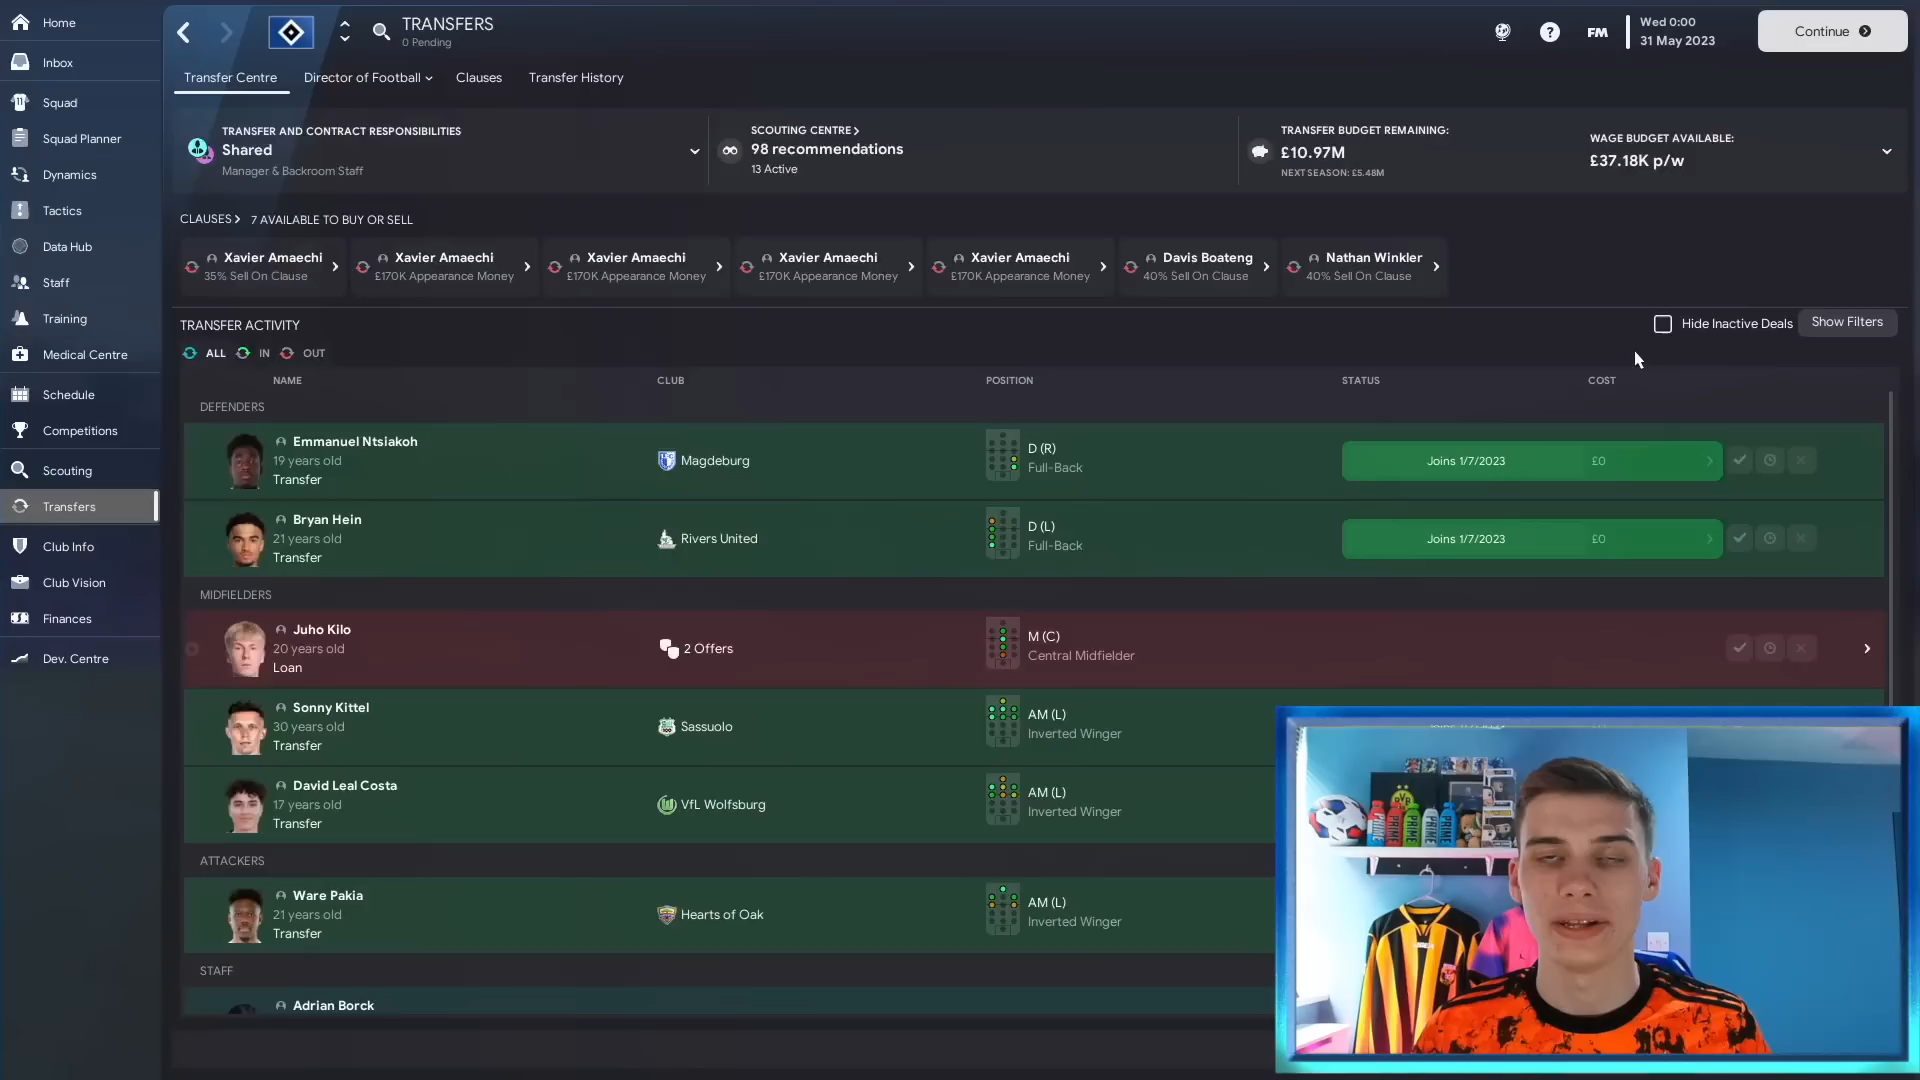 Home
Inbox
Squad
Squad Planner
Dynamics
Tactics
Data Hub
Staff
Training
Medical Centre
Schedule
Competitions
Scouting
Transfers
Club Info
Club Vision
Finances
Dev. Centre
TRANSFERS
0 Pending
FM
Wed 0:00
31 May 2023
Continue
Transfer Centre
Director of Football
Clauses
Transfer History
TRANSFER AND CONTRACT RESPONSIBILITIES
Shared
Manager & Backroom Staff
SCOUTING CENTRE
98 recommendations
13 Active
TRANSFER BUDGET REMAINING:
£10.97M
NEXT SEASON: £5.48M
WAGE BUDGET AVAILABLE:
£37.18K p/w
CLAUSES 7 AVAILABLE TO BUY OR SELL
Xavier Amaechi
35% Sell On Clause
Xavier Amaechi
£170K Appearance Money
Xavier Amaechi
£170K Appearance Money
Xavier Amaechi
£170K Appearance Money
Xavier Amaechi
£170K Appearance Money
Davis Boateng
40% Sell On Clause
Nathan Winkler
40% Sell On Clause
TRANSFER ACTIVITY
Hide Inactive Deals
Show Filters
ALL IN OUT
NAME CLUB POSITION STATUS COST
DEFENDERS
Emmanuel Ntsiakoh
19 years old
Transfer
Magdeburg
D (R)
Full-Back
Joins 1/7/2023 £0
Bryan Hein
21 years old
Transfer
Rivers United
D (L)
Full-Back
Joins 1/7/2023 £0
MIDFIELDERS
Juho Kilo
20 years old
Loan
2 Offers
M (C)
Central Midfielder
Sonny Kittel
30 years old
Transfer
Sassuolo
AM (L)
Inverted Winger
David Leal Costa
17 years old
Transfer
VfL Wolfsburg
AM (L)
Inverted Winger
ATTACKERS
Ware Pakia
21 years old
Transfer
Hearts of Oak
AM (L)
Inverted Winger
STAFF
Adrian Borck
BVB
09
PRIME
PRIME
PRIME
PRIME